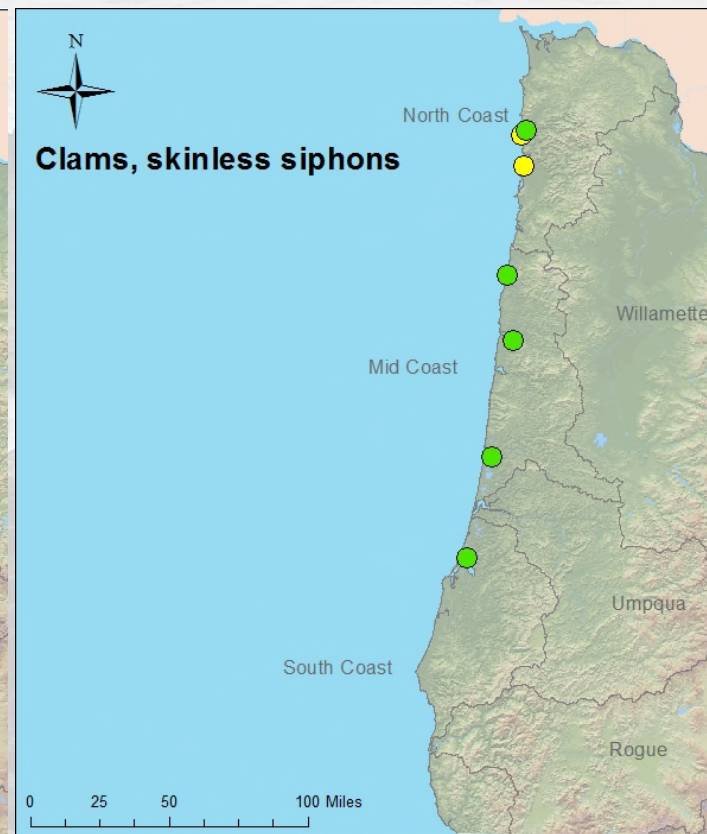 N
North Coast
Clams, skinless siphons
Willamette
Mid Coast
Umpqua
South Coast
Rogue
0 25 50 100 Miles